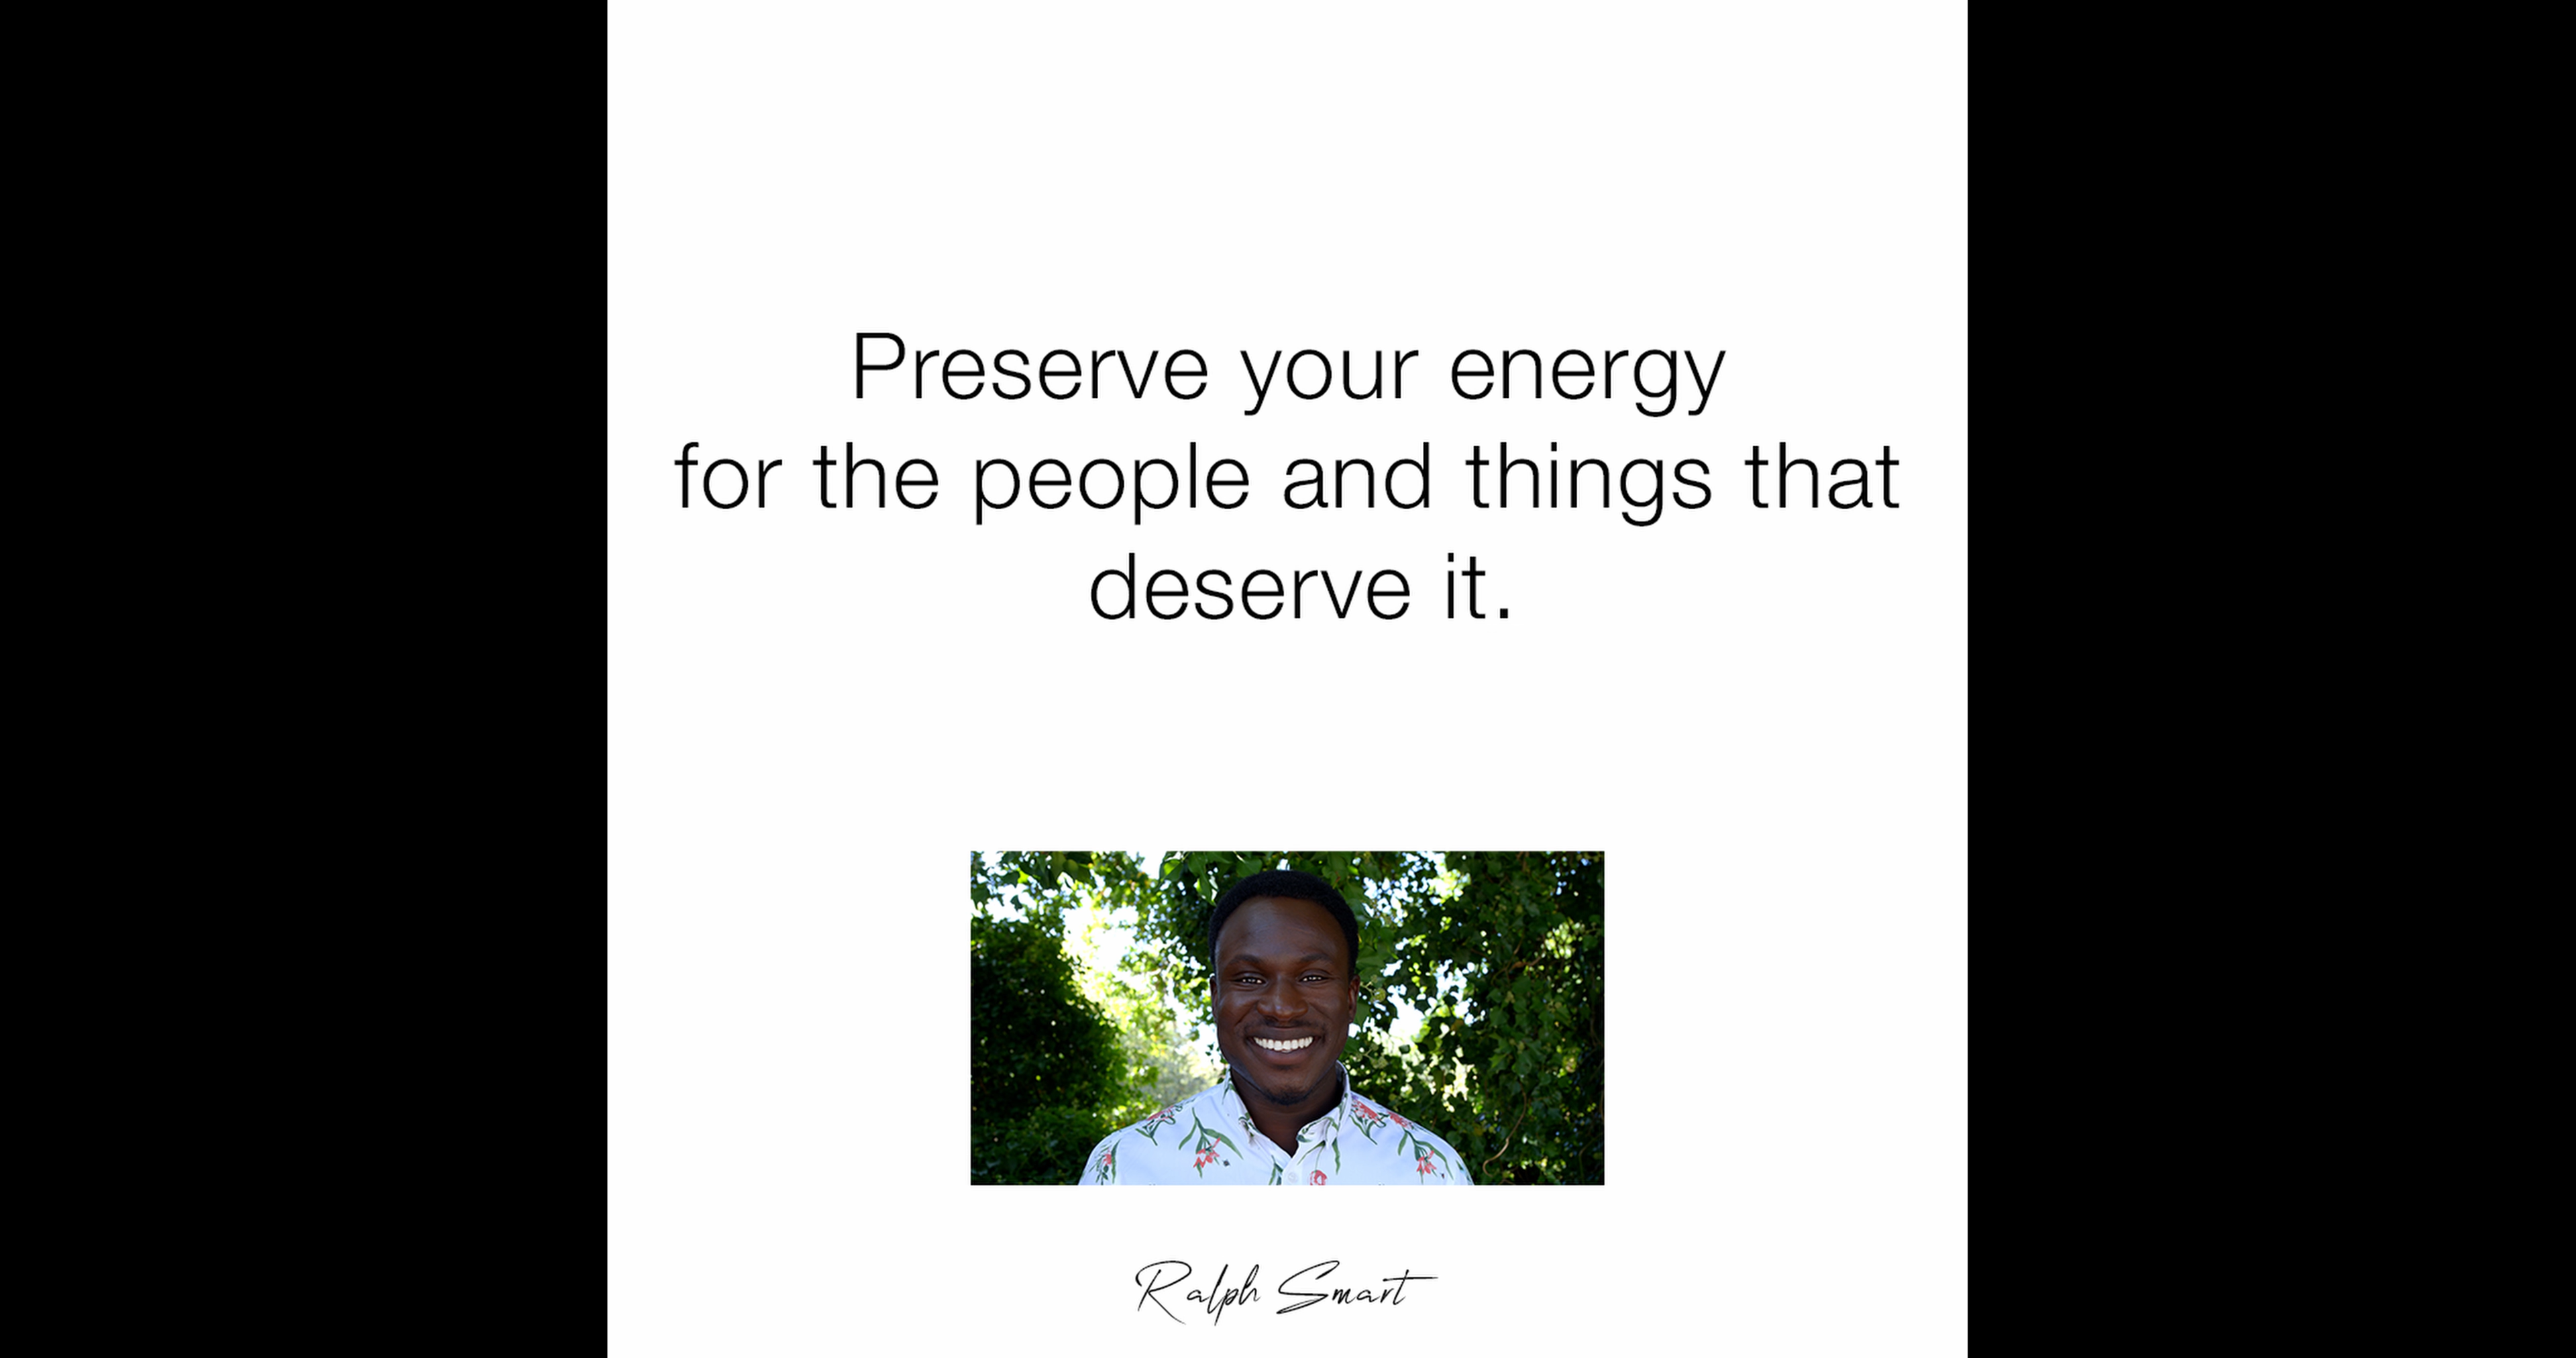 Preserve your energy
for the people and things that
deserve it.
Ralph Smart